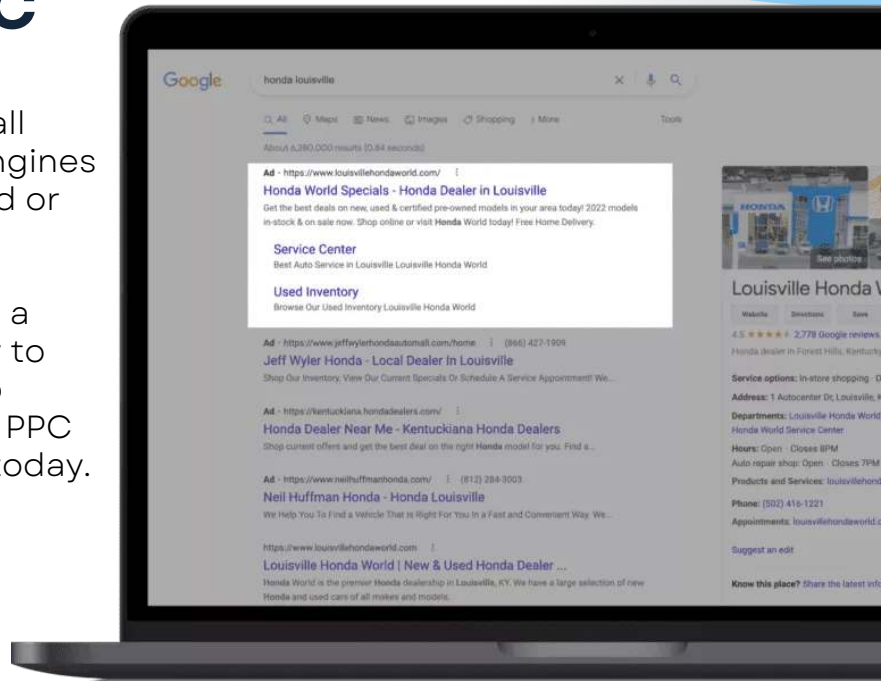 all
ngines
d or
a
to
PPC
today.
Google
honda louisville
All Maps News Images Shopping More Tools
About 6,280,000 results (0.84 seconds)
Ad · https://www.louisvillehondaworld.com/
Honda World Specials - Honda Dealer in Louisville
Get the best deals on new, used & certified pre-owned models in your area today! 2022 models
in-stock & on sale now. Shop online or visit Honda World today! Free Home Delivery.
Service Center
Best Auto Service in Louisville Louisville Honda World
Used Inventory
Browse Our Used Inventory Louisville Honda World
Ad · https://www.jeffwylerhondaautomall.com/home (866) 427-1909
Jeff Wyler Honda - Local Dealer In Louisville
Shop Our Inventory, View Our Current Specials Or Schedule A Service Appointment! We...
Ad · https://kentuckiana.hondadealers.com/
Honda Dealer Near Me - Kentuckiana Honda Dealers
Shop current offers and get the best deal on the right Honda model for you. Find a...
Ad · https://www.neilhuffmanhonda.com/ (812) 284-3003
Neil Huffman Honda - Honda Louisville
We Help You To Find a Vehicle That Is Right For You In a Fast and Convenient Way. We...
https://www.louisvillehondaworld.com
Louisville Honda World | New & Used Honda Dealer ...
Honda World is the premier Honda dealership in Louisville, KY. We have a large selection of new
Honda and used cars of all makes and models.
HONDA
See photos
Louisville Honda W
Website Directions Save
4.5 2,778 Google reviews
Honda dealer in Forest Hills, Kentucky
Service options: In-store shopping · D
Address: 1 Autocenter Dr, Louisville, K
Departments: Louisville Honda World
Honda World Service Center
Hours: Open · Closes 8PM
Auto repair shop: Open · Closes 7PM
Products and Services: louisvillehond
Phone: (502) 416-1221
Appointments: louisvillehondaworld.c
Suggest an edit
Know this place? Share the latest info